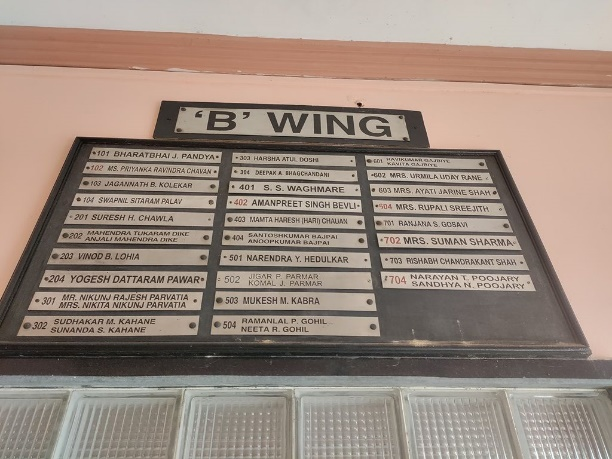 'B' WING
101 BHARATBHAI J. PANDYA
102 MS. PRIYANKA RAVINDRA CHAVAN
103 JAGANNATH B. KOLEKAR
104 SWAPNIL SITARAM PALAV
201 SURESH H. CHAWLA
202 MAHENDRA TUKARAM DIKE
ANJALI MAHENDRA DIKE
203 VINOD B. LOHIA
204 YOGESH DATTARAM PAWAR
301 MR. NIKUNJ RAJESH PARVATIA
MRS. NIKITA NIKUNJ PARVATIA
302 SUDHAKAR M. KAHANE
SUNANDA S. KAHANE
303 HARSHA ATUL DOSHI
304 DEEPAK A. BHAGCHANDANI
401 S. S. WAGHMARE
402 AMANPREET SINGH BEVLI
403 MAMTA HARESH (HARI) CHAUAN
404 SANTOSHKUMAR BAJPAI
ANOOPKUMAR BAJPAI
501 NARENDRA Y. HEDULKAR
502 JIGAR P. PARMAR
KOMAL J. PARMAR
503 MUKESH M. KABRA
504 RAMANLAL P. GOHIL
NEETA R. GOHIL
601 RAVIKUMAR GAJRIYE
KAVITA GAJRIYE
602 MRS. URMILA UDAY RANE
603 MRS. AYATI JARINE SHAH
504 MRS. RUPALI SREEJITH
701 RANJANA S. GOSAVI
702 MRS. SUMAN SHARMA
703 RISHABH CHANDRAKANT SHAH
704 NARAYAN T. POOJARY
SANDHYA N. POOJARY